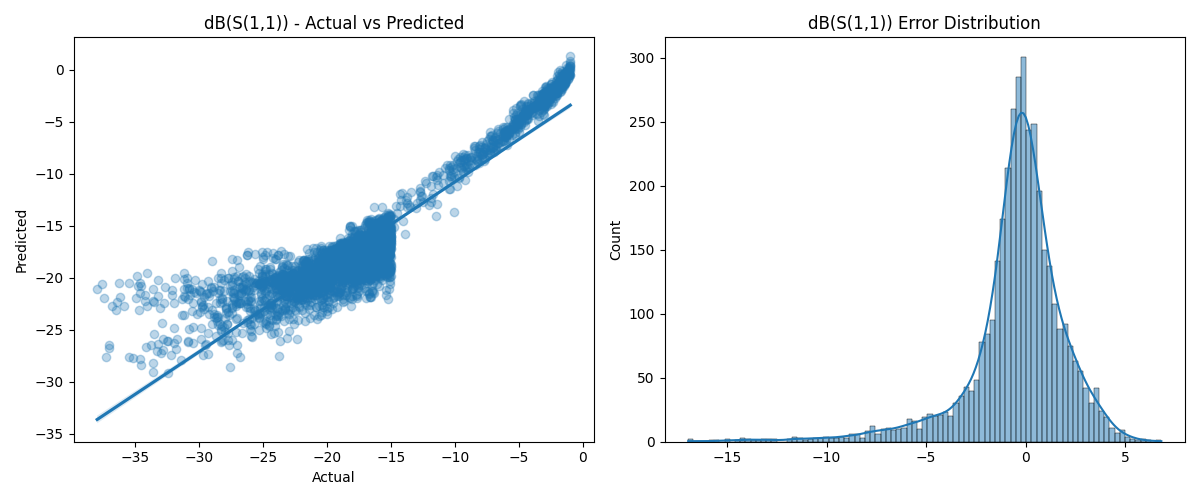 dB(S(1,1)) - Actual vs Predicted
0
−5
−10
−15
−20
−25
−30
−35
Predicted
−35 −30 −25 −20 −15 −10 −5 0
Actual
dB(S(1,1)) Error Distribution
300
250
200
150
100
50
0
Count
−15 −10 −5 0 5